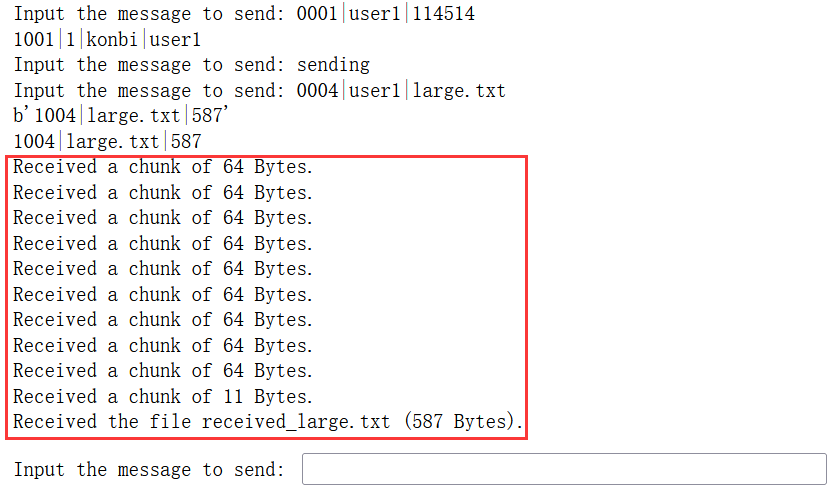 Input the message to send: 0001|user1|114514
1001|1|konbi|user1
Input the message to send: sending
Input the message to send: 0004|user1|large.txt
b'1004|large.txt|587'
1004|large.txt|587
Received a chunk of 64 Bytes.
Received a chunk of 64 Bytes.
Received a chunk of 64 Bytes.
Received a chunk of 64 Bytes.
Received a chunk of 64 Bytes.
Received a chunk of 64 Bytes.
Received a chunk of 64 Bytes.
Received a chunk of 64 Bytes.
Received a chunk of 64 Bytes.
Received a chunk of 11 Bytes.
Received the file received_large.txt (587 Bytes).
Input the message to send: